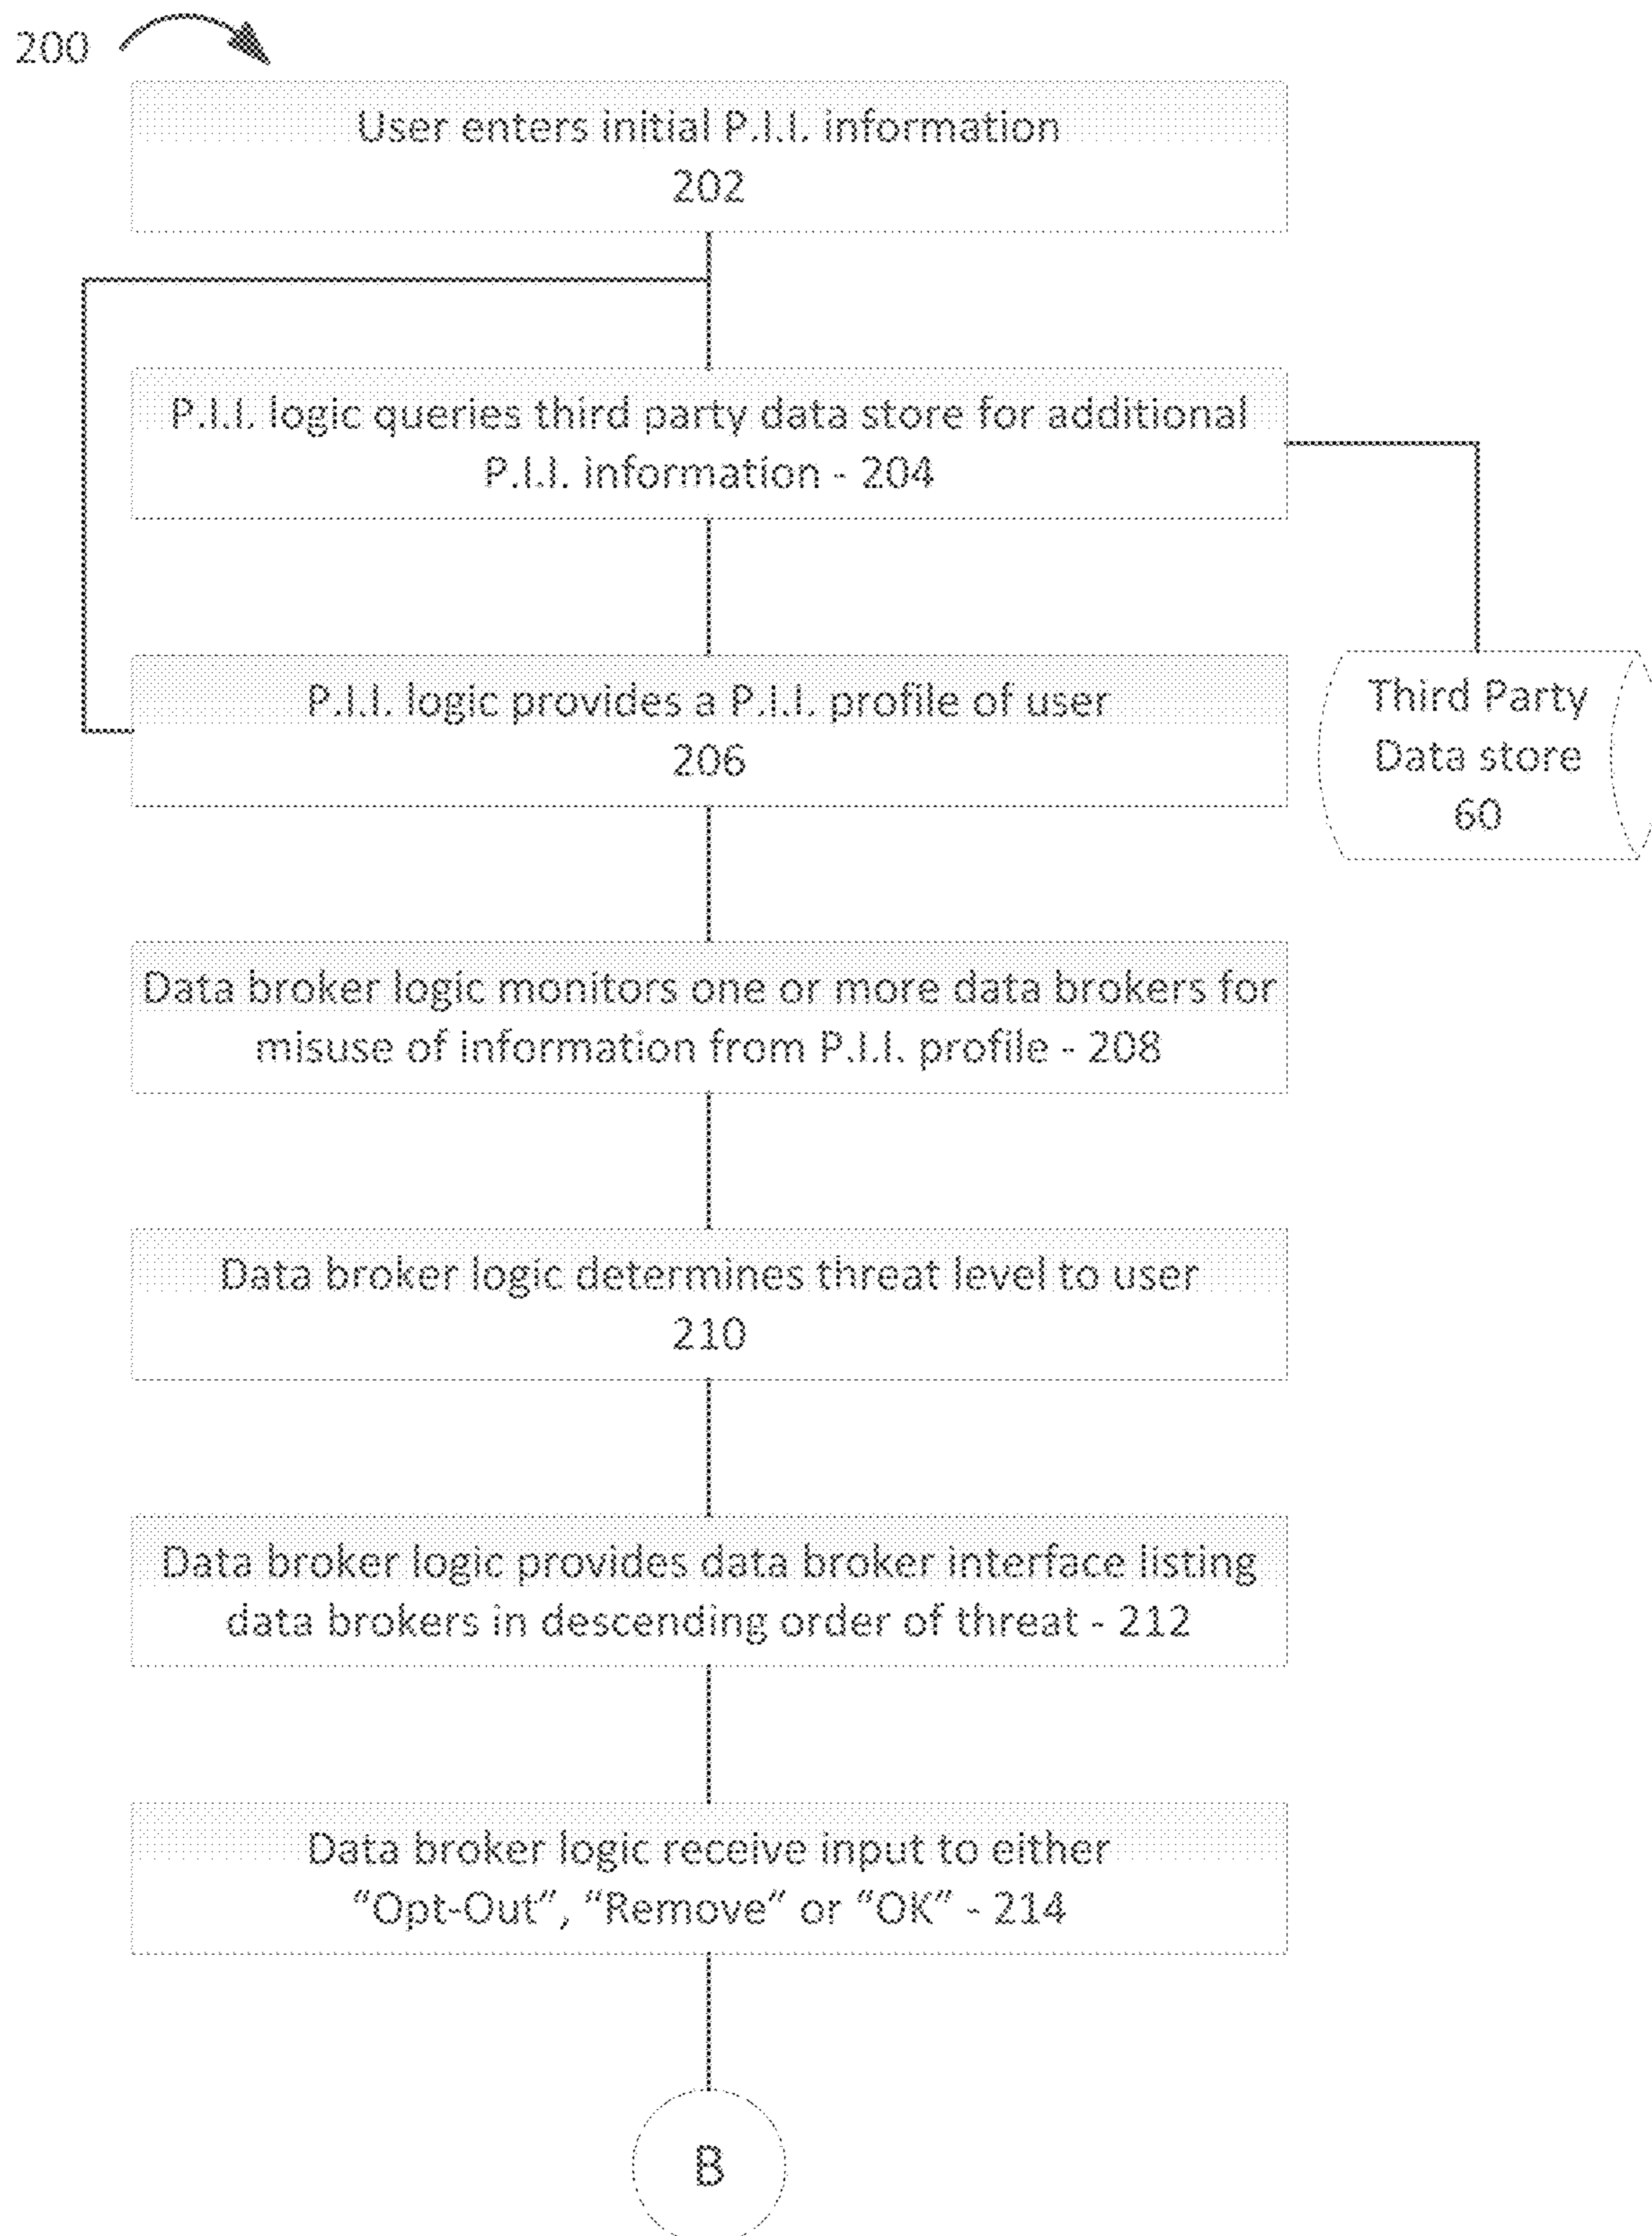 200
User enters initial P.I.I. information
202
P.I.I. logic queries third party data store for additional
P.I.I. information - 204
P.I.I. logic provides a P.I.I. profile of user
206
Third Party
Data store
60
Data broker logic monitors one or more data brokers for
misuse of information from P.I.I. profile - 208
Data broker logic determines threat level to user
210
Data broker logic provides data broker interface listing
data brokers in descending order of threat - 212
Data broker logic receive input to either
“Opt-Out”, “Remove” or “OK” - 214
B